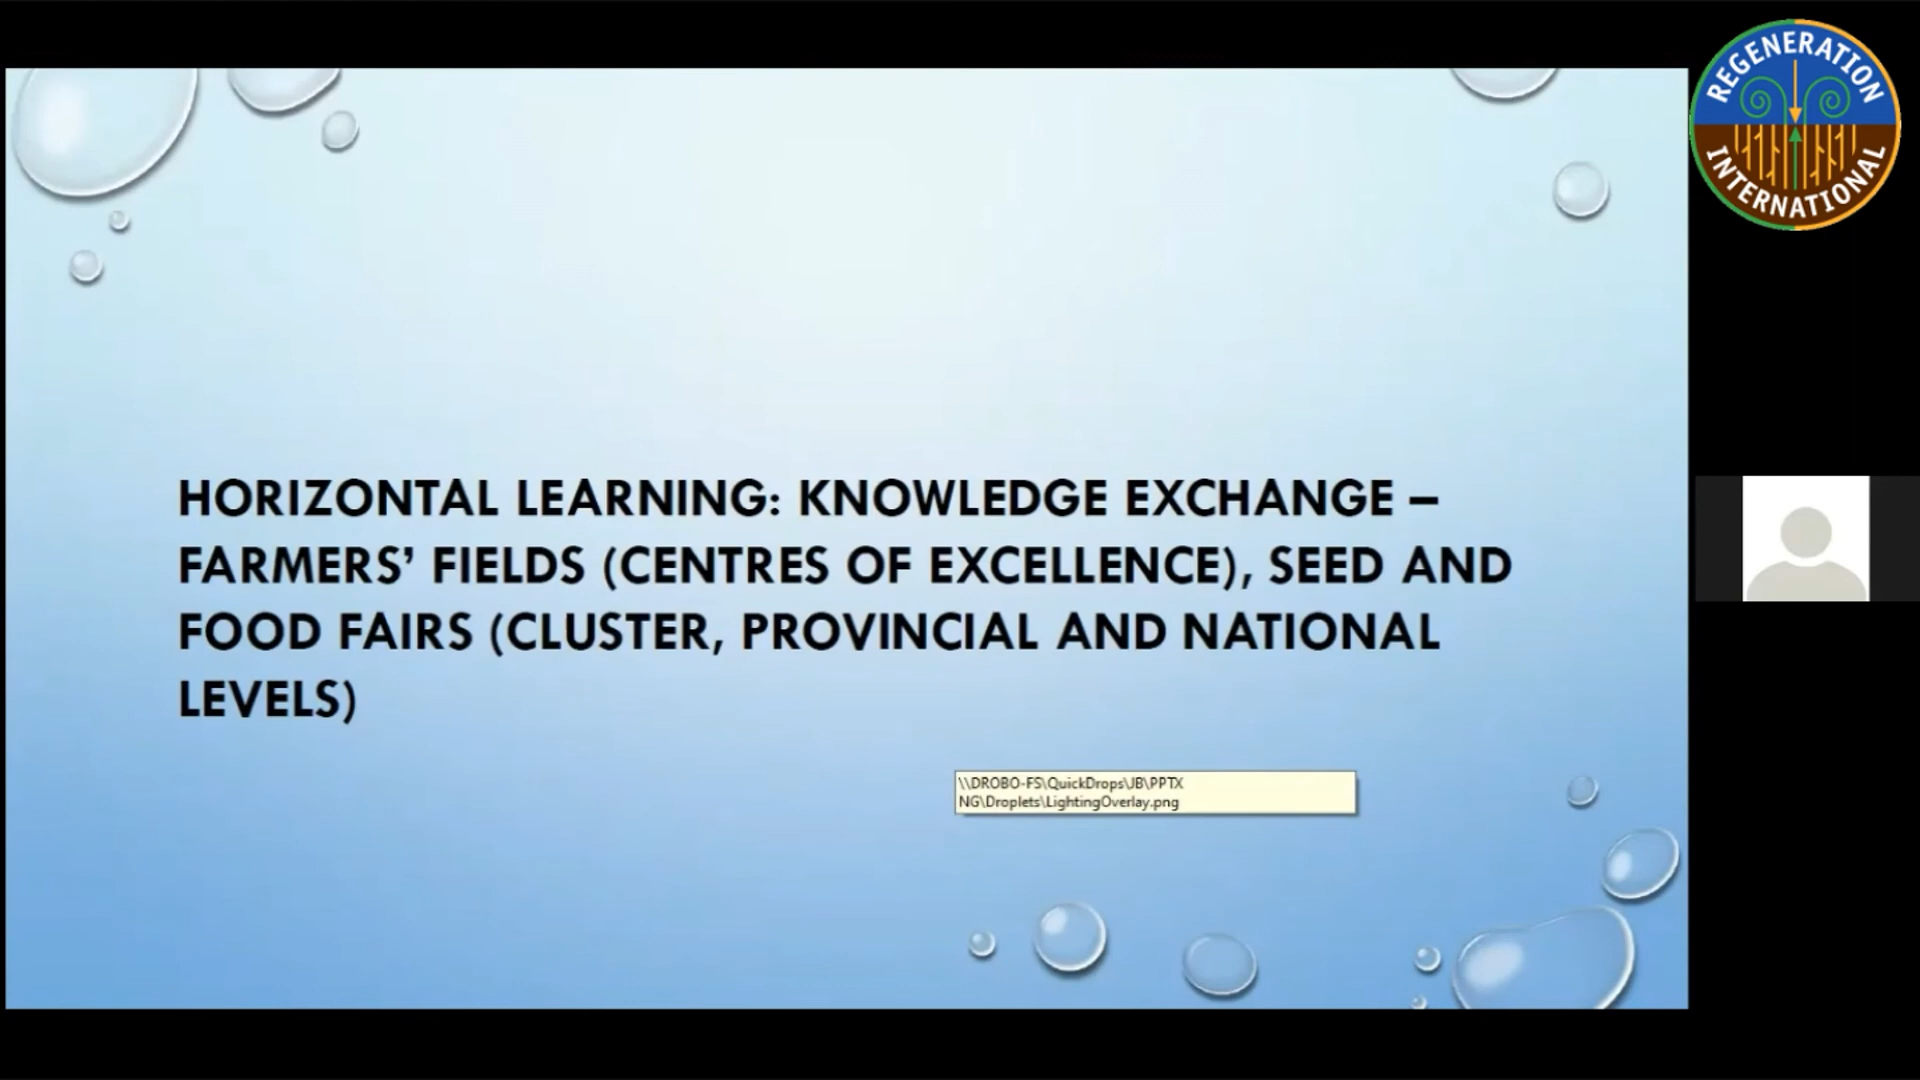 REGENERATION
INTERNATIONAL
HORIZONTAL LEARNING: KNOWLEDGE EXCHANGE –
FARMERS’ FIELDS (CENTRES OF EXCELLENCE), SEED AND
FOOD FAIRS (CLUSTER, PROVINCIAL AND NATIONAL
LEVELS)
\\DROBO-FS\QuickDrops\JB\PPTX
NG\Droplets\LightingOverlay.png